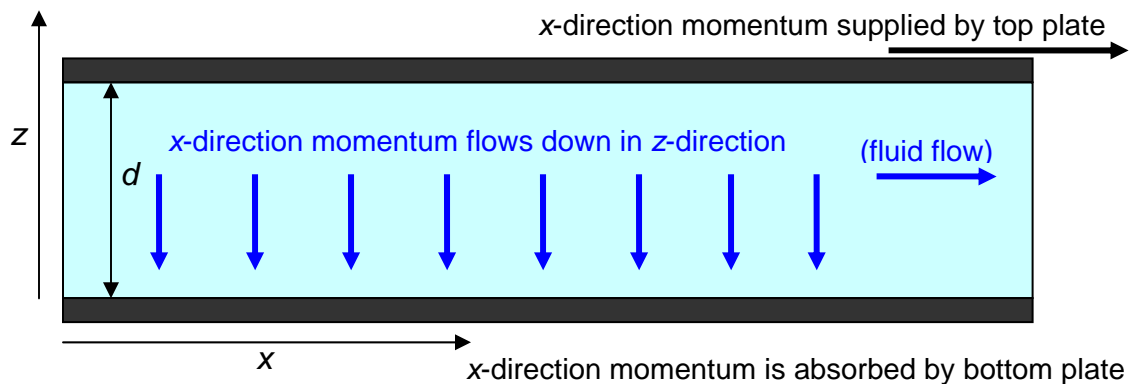 x-direction momentum supplied by top plate
z
x-direction momentum flows down in z-direction
(fluid flow)
d
x
x-direction momentum is absorbed by bottom plate